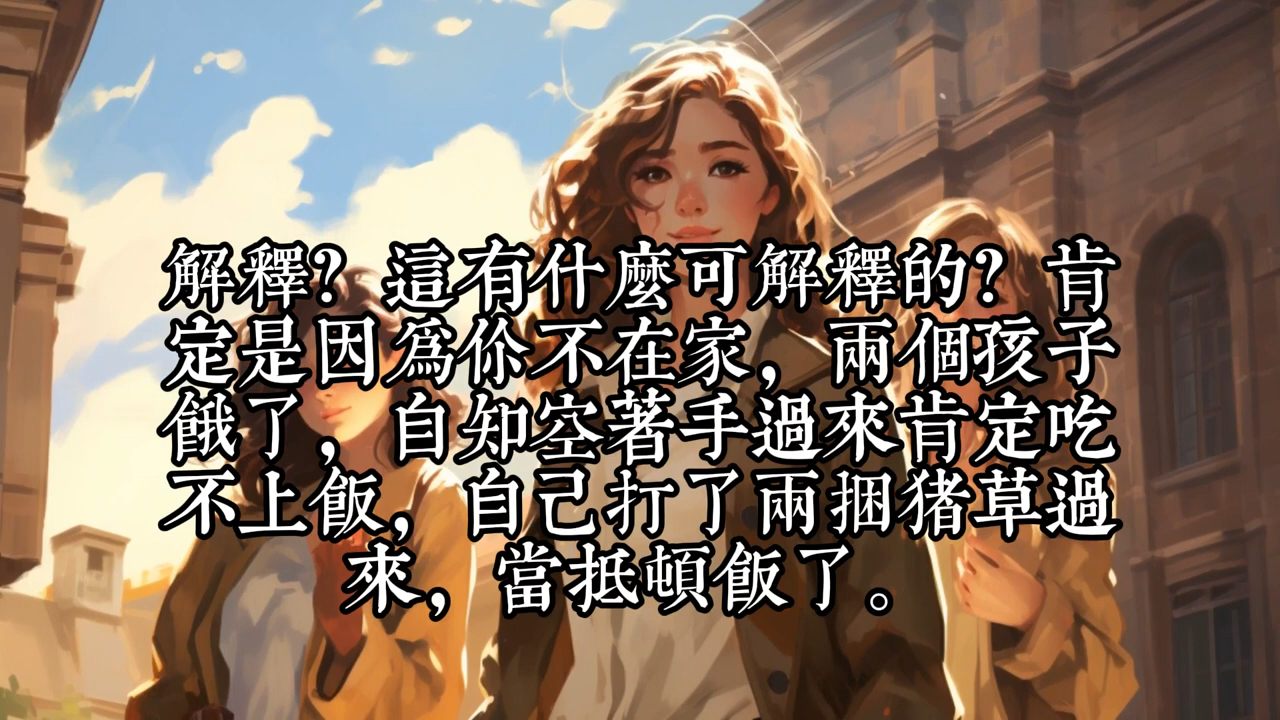 解釋？這有什麼可解釋的？肯
定是因爲你不在家，兩個孩子
餓了，自知空著手過來肯定吃
不上飯，自己打了兩捆猪草過
來，當抵頓飯了。